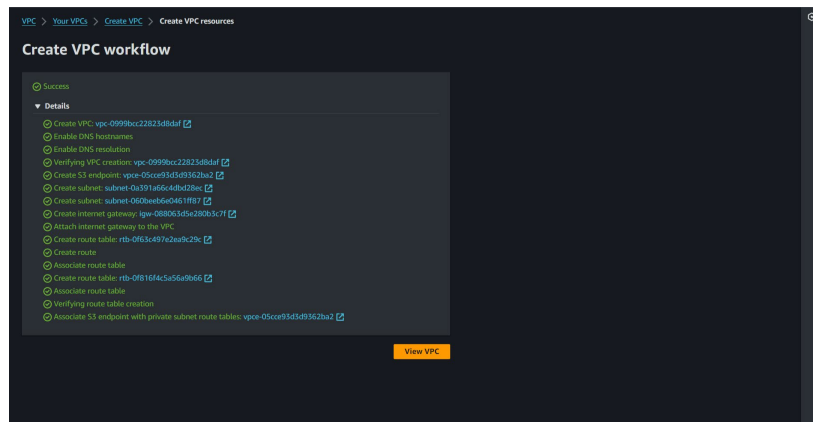 VPC > Your VPCs > Create VPC > Create VPC resources
Create VPC workflow
Success
▼ Details
Create VPC: vpc-0999bcc22823d8daf
Enable DNS hostnames
Enable DNS resolution
Verifying VPC creation: vpc-0999bcc22823d8daf
Create S3 endpoint: vpce-05cce93d3d9362ba2
Create subnet: subnet-0a391a66c4dbd28ec
Create subnet: subnet-060beeb6e0461ff87
Create internet gateway: igw-088063d5e280b3c7f
Attach internet gateway to the VPC
Create route table: rtb-0f63c497e2ea9c29c
Create route
Associate route table
Create route table: rtb-0f816f4c5a56a9b66
Associate route table
Verifying route table creation
Associate S3 endpoint with private subnet route tables: vpce-05cce93d3d9362ba2
View VPC